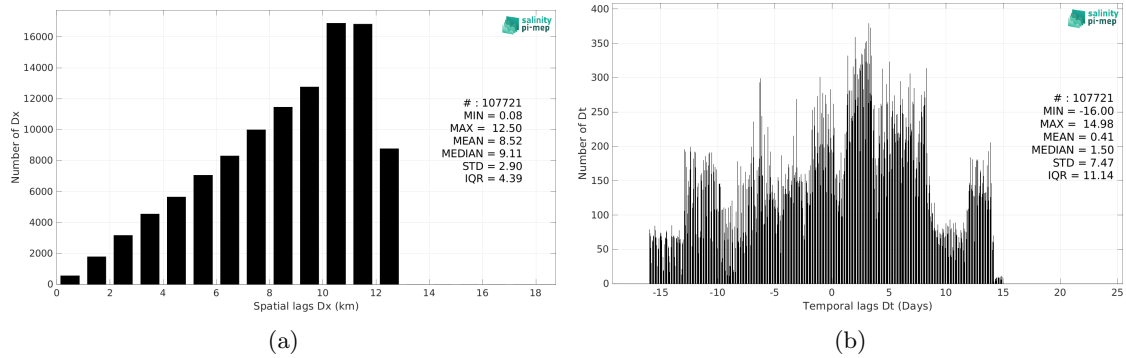 salinity
pi-mep
16000
14000
12000
10000
8000
6000
4000
2000
0
Number of Dx
# : 107721
MIN = 0.08
MAX = 12.50
MEAN = 8.52
MEDIAN = 9.11
STD = 2.90
IQR = 4.39
0 2 4 6 8 10 12 14 16 18
Spatial lags Dx (km)
(a)
salinity
pi-mep
400
350
300
250
200
150
100
50
0
Number of Dt
# : 107721
MIN = -16.00
MAX = 14.98
MEAN = 0.41
MEDIAN = 1.50
STD = 7.47
IQR = 11.14
-15 -10 -5 0 5 10 15 20 25
Temporal lags Dt (Days)
(b)